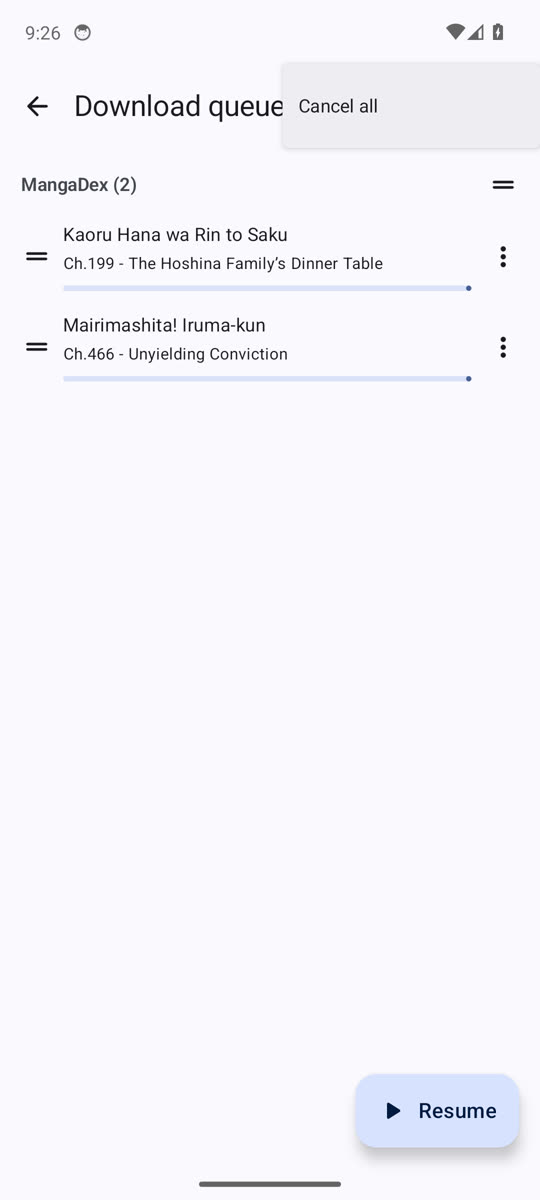 9:26
Download queue
Cancel all
MangaDex (2)
Kaoru Hana wa Rin to Saku
Ch.199 - The Hoshina Family’s Dinner Table
Mairimashita! Iruma-kun
Ch.466 - Unyielding Conviction
Resume